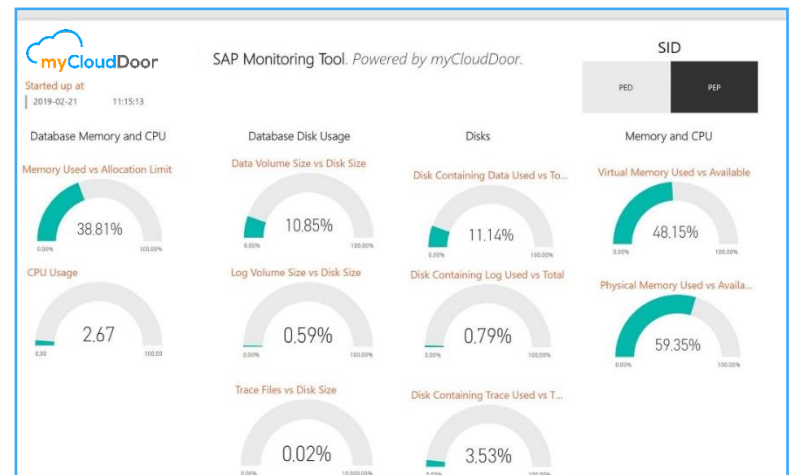 myCloudDoor
SAP Monitoring Tool. Powered by myCloudDoor.
SID
PED
PEP
Started up at
2019-02-21 11:15:13
Database Memory and CPU
Memory Used vs Allocation Limit
38.81%
0.00%
100.00%
CPU Usage
2.67
0.00
100.00
Database Disk Usage
Data Volume Size vs Disk Size
10.85%
0.00%
100.00%
Log Volume Size vs Disk Size
0.59%
0.00%
100.00%
Trace Files vs Disk Size
0.02%
0.00%
10,000.00%
Disks
Disk Containing Data Used vs To...
11.14%
0.00%
100.00%
Disk Containing Log Used vs Total
0.79%
0.00%
100.00%
Disk Containing Trace Used vs T...
3.53%
0.00%
100.00%
Memory and CPU
Virtual Memory Used vs Available
48.15%
0.00%
100.00%
Physical Memory Used vs Availa...
59.35%
0.00%
100.00%